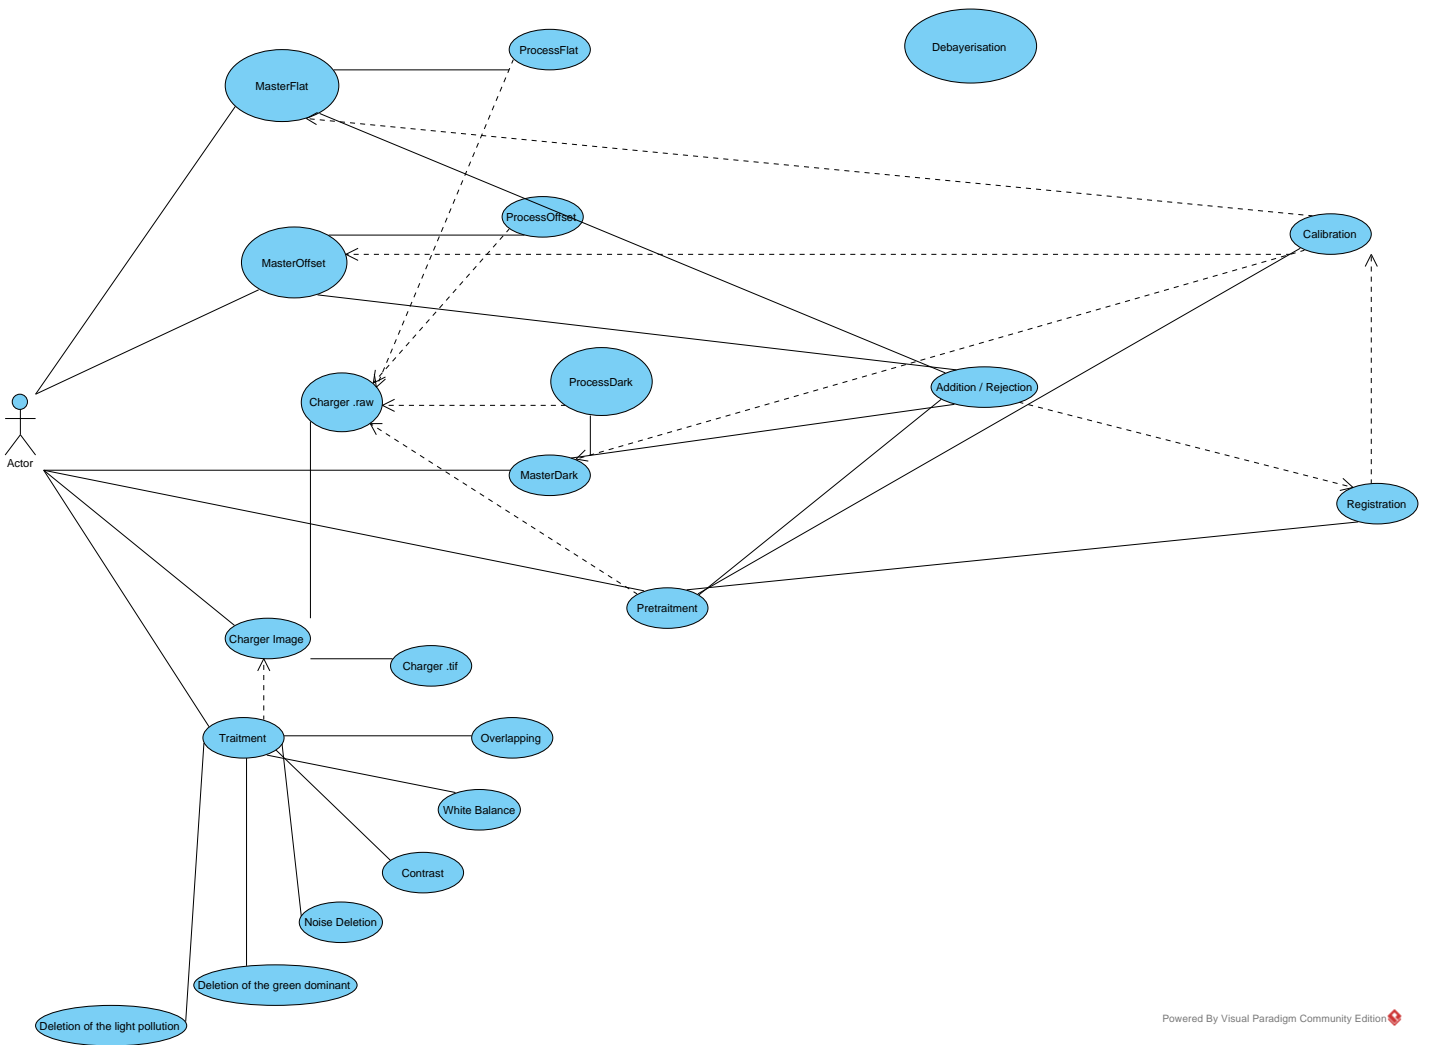 Debayerisation
ProcessFlat
MasterFlat
ProcessOffset
Calibration
MasterOffset
ProcessDark
Addition / Rejection
Charger .raw
Actor
MasterDark
Registration
Pretraitment
Charger Image
Charger .tif
Traitment
Overlapping
White Balance
Contrast
Noise Deletion
Deletion of the green dominant
Deletion of the light pollution
Powered By Visual Paradigm Community Edition